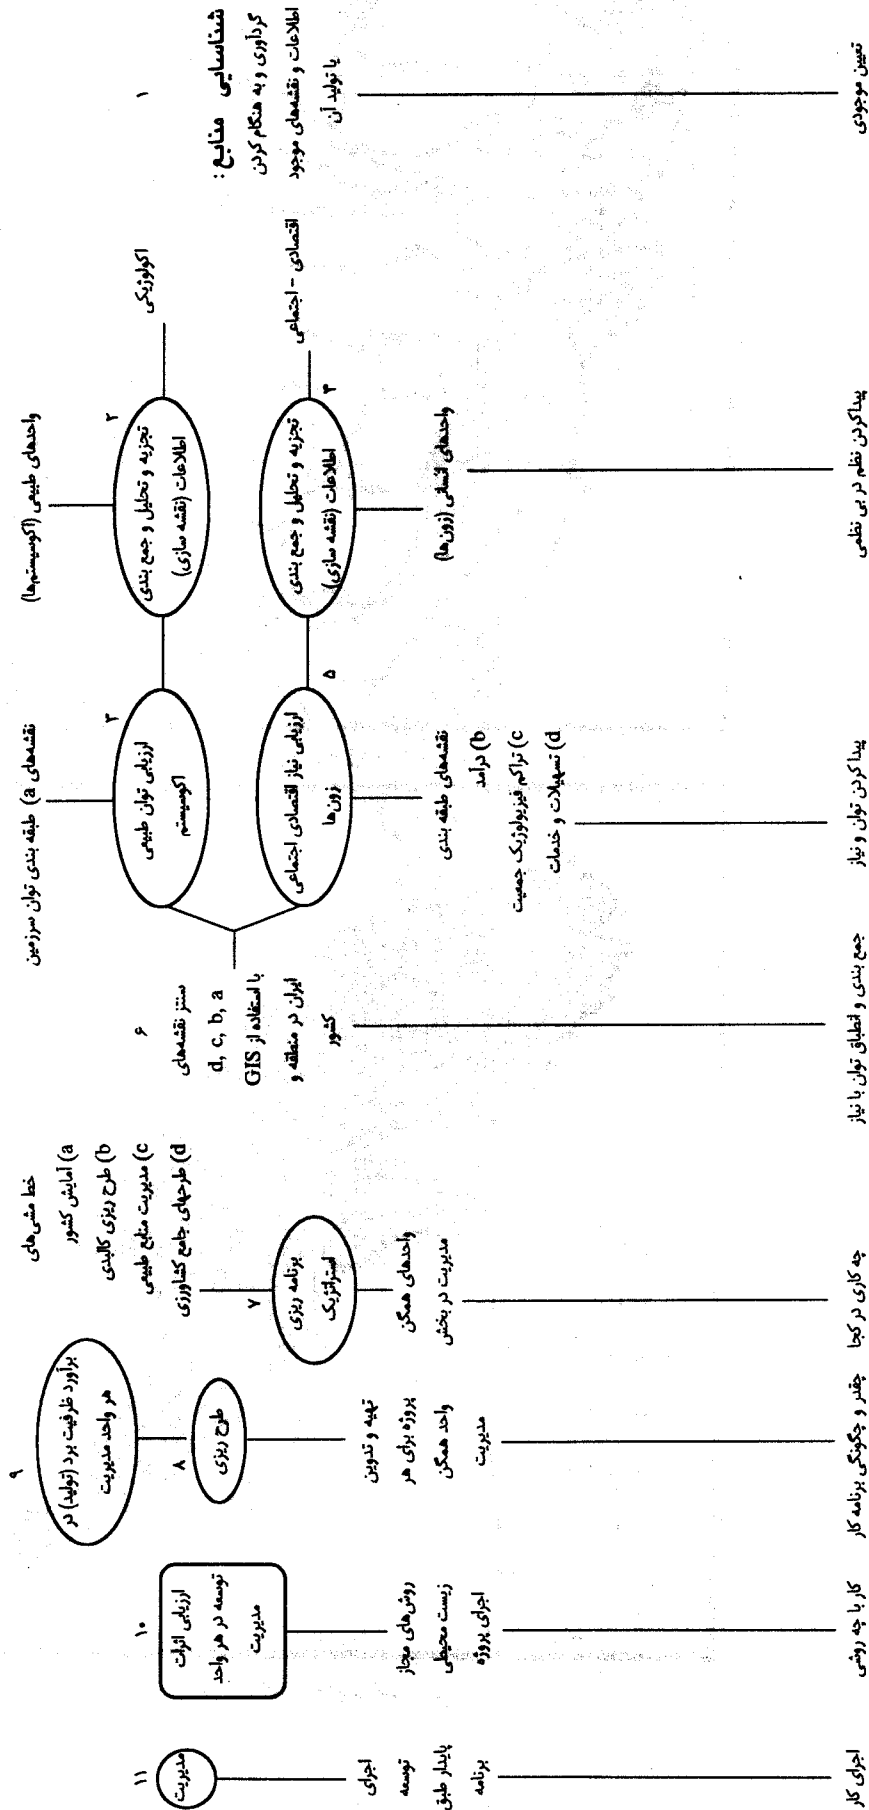 ۱
شناسایی منابع:
گردآوری و به هنگام کردن
اطلاعات و نقشه‌های موجود
یا تولید آن
تعیین موجودی
اکولوژیکی
اقتصادی - اجتماعی
واحدهای طبیعی (اکوسیستم‌ها)
۲
تجزیه و تحلیل و جمع بندی
اطلاعات (نقشه سازی)
۳
تجزیه و تحلیل و جمع بندی
اطلاعات (نقشه سازی)
واحدهای انسانی (زون‌ها)
پیدا کردن نظم در بی نظمی
نقشه‌های a) طبقه بندی توان سرزمین
۳
ارزیابی توان طبیعی
اکوسیستم
۵
ارزیابی نیاز اقتصادی اجتماعی
زون‌ها
نقشه‌های طبقه بندی
b) درآمد
c) تراکم فیزیولوژیک جمعیت
d) تسهیلات و خدمات
پیدا کردن توان و نیاز
۶
سنتز نقشه‌های
d, c, b, a
با استفاده از GIS
ایران در منطقه و
کشور
جمع بندی و انطباق توان با نیاز
خط مشی‌های
a) آمایش کشور
b) طرح ریزی کالبدی
c) مدیریت منابع طبیعی
d) طرحهای جامع کشاورزی
۷
برنامه ریزی
استراتژیک
واحدهای همگن
مدیریت در بخش
چه کاری در کجا
۹
برآورد ظرفیت برد (تولید) در
هر واحد مدیریت
۸
طرح ریزی
تهیه و تدوین
پروژه برای هر
واحد همگن
مدیریت
چقدر و چگونگی برنامه کار
۱۰
ارزیابی اثرات
توسعه در هر واحد
مدیریت
روش‌های مجاز
زیست محیطی
اجرای پروژه
کار با چه روشی
۱۱
مدیریت
اجرای
توسعه
پایدار طبق
برنامه
اجرای کار